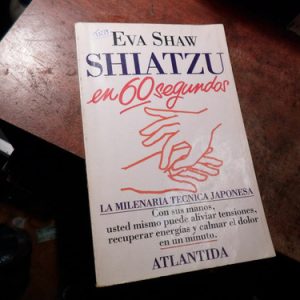 EVA SHAW
SHIATZU
en 60 segundos
LA MILENARIA TECNICA JAPONESA
Con sus manos,
usted mismo puede aliviar tensiones,
recuperar energías y calmar el dolor
en un minuto.
ATLANTIDA